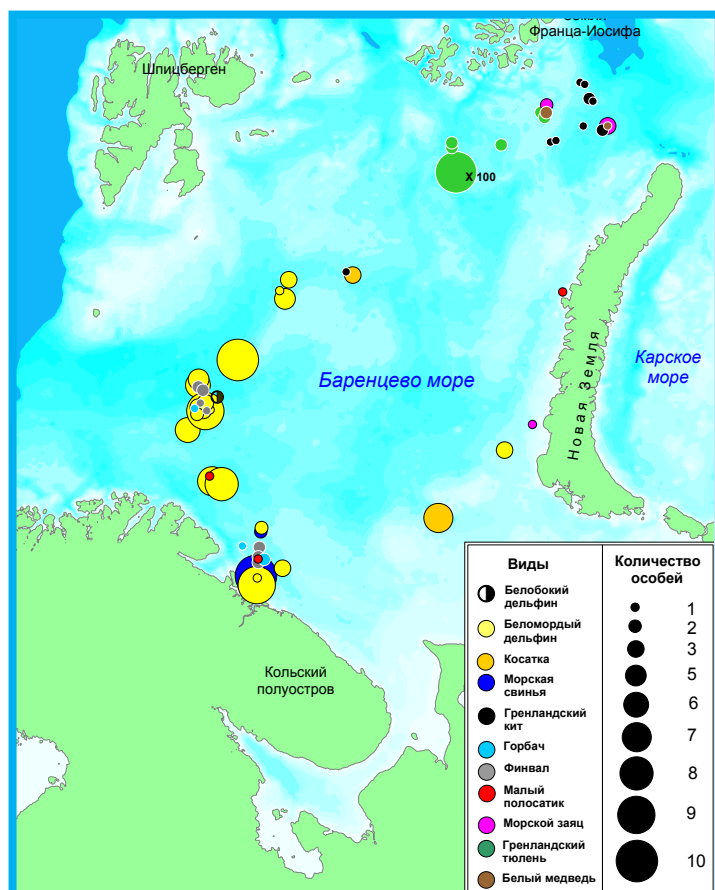 Земля
Франца-Иосифа
Шпицберген
X 100
Баренцево море
Новая Земля
Карское
море
Кольский
полуостров
Виды
Количество
особей
Белобокий
дельфин
Беломордый
дельфин
Косатка
Морская
свинья
Гренландский
кит
Горбач
Финвал
Малый
полосатик
Морской заяц
Гренландский
тюлень
Белый медведь
1
2
3
5
6
7
8
9
10